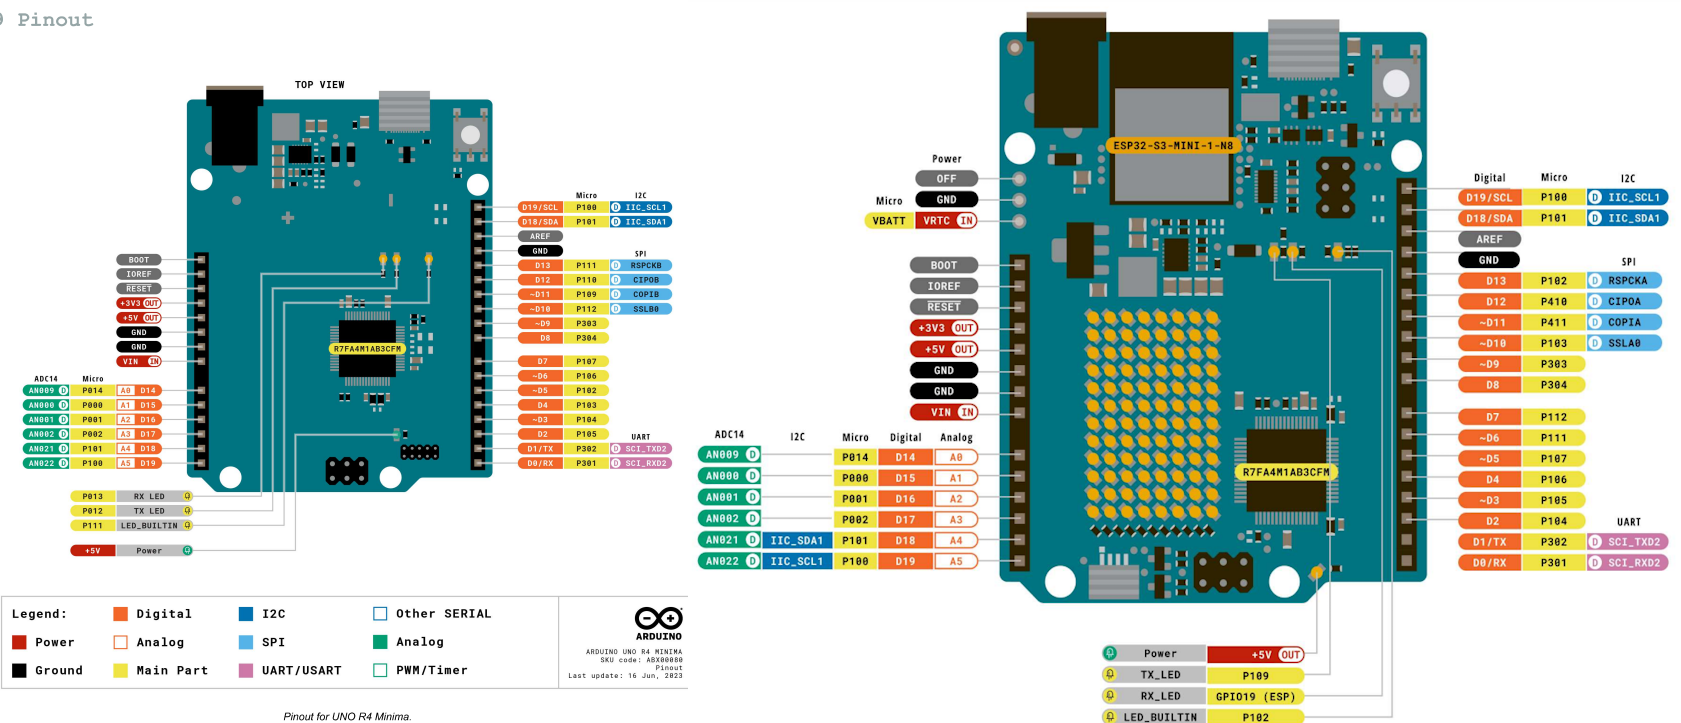 Pinout
TOP VIEW
Micro I2C
D19/SCL P100 D IIC_SCL1
D18/SDA P101 D IIC_SDA1
AREF
GND
SPI
D13 P111 D RSPCKB
D12 P110 D CIPOB
~D11 P109 D COPIB
~D10 P112 D SSLB0
~D9 P303
D8 P304
D7 P107
~D6 P106
~D5 P102
D4 P103
~D3 P104
D2 P105
UART
D1/TX P302 D SCI_TXD2
D0/RX P301 D SCI_RXD2
BOOT
IOREF
RESET
+3V3 OUT
+5V OUT
GND
GND
VIN IN
R7FA4M1AB3CFM
ADC14 Micro
AN009 D P014 A0 D14
AN000 D P000 A1 D15
AN001 D P001 A2 D16
AN002 D P002 A3 D17
AN021 D P101 A4 D18
AN022 D P100 A5 D19
P013 RX LED
P012 TX LED
P111 LED_BUILTIN
+5V Power
Legend: Digital I2C Other SERIAL
Power Analog SPI Analog
Ground Main Part UART/USART PWM/Timer
ARDUINO
ARDUINO UNO R4 MINIMA
SKU code: ABX00080
Pinout
Last update: 16 Jun, 2023
Pinout for UNO R4 Minima.
ESP32-S3-MINI-1-N8
Power
OFF
GND
Micro
VBATT VRTC IN
BOOT
IOREF
RESET
+3V3 OUT
+5V OUT
GND
GND
VIN IN
ADC14 I2C Micro Digital Analog
AN009 D P014 D14 A0
AN000 D P000 D15 A1
AN001 D P001 D16 A2
AN002 D P002 D17 A3
AN021 D IIC_SDA1 P101 D18 A4
AN022 D IIC_SCL1 P100 D19 A5
R7FA4M1AB3CFM
Digital Micro I2C
D19/SCL P100 D IIC_SCL1
D18/SDA P101 D IIC_SDA1
AREF
GND
SPI
D13 P102 D RSPCKA
D12 P410 D CIPOA
~D11 P411 D COPIA
~D10 P103 D SSLA0
~D9 P303
D8 P304
D7 P112
~D6 P111
~D5 P107
D4 P106
~D3 P105
D2 P104
UART
D1/TX P302 D SCI_TXD2
D0/RX P301 D SCI_RXD2
Power +5V OUT
TX_LED P109
RX_LED GPIO19 (ESP)
LED_BUILTIN P102